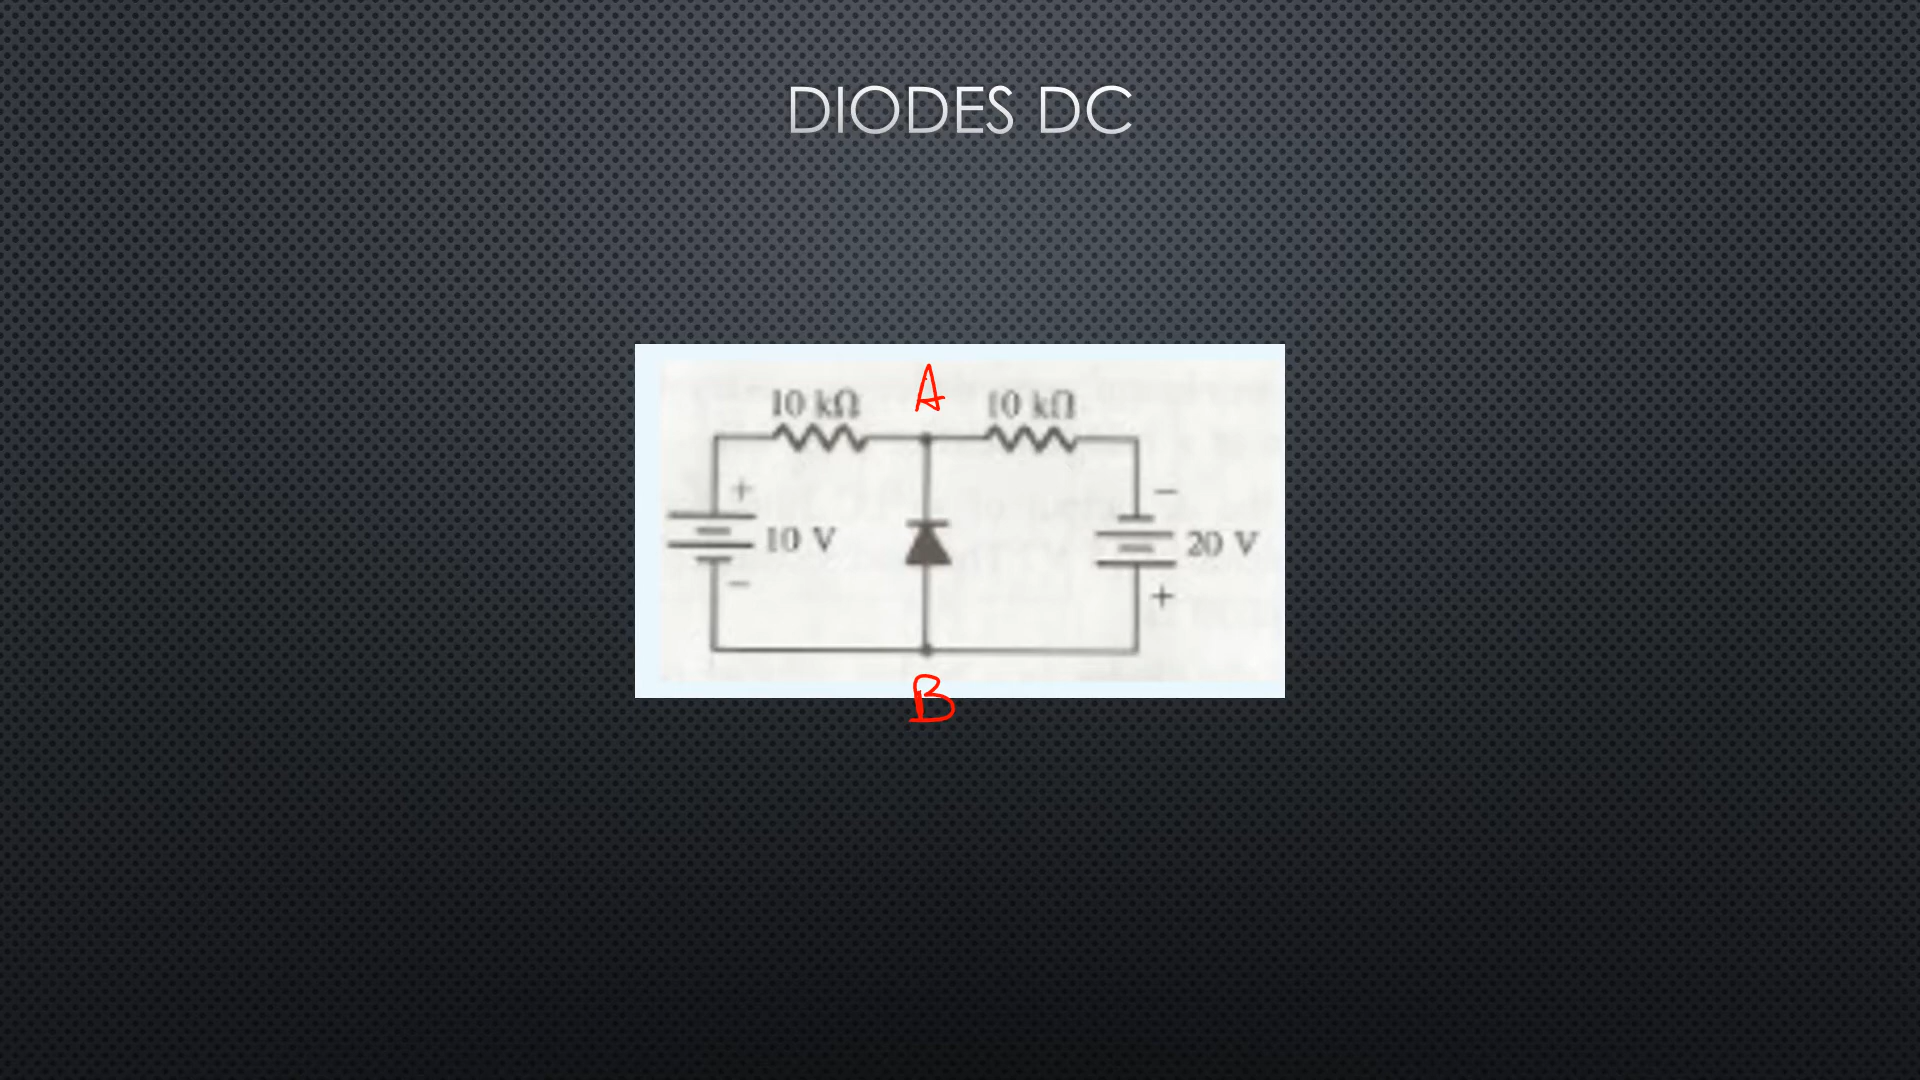 DIODES DC
A
10 kΩ 10 kΩ
+ −
10 V 20 V
− +
B